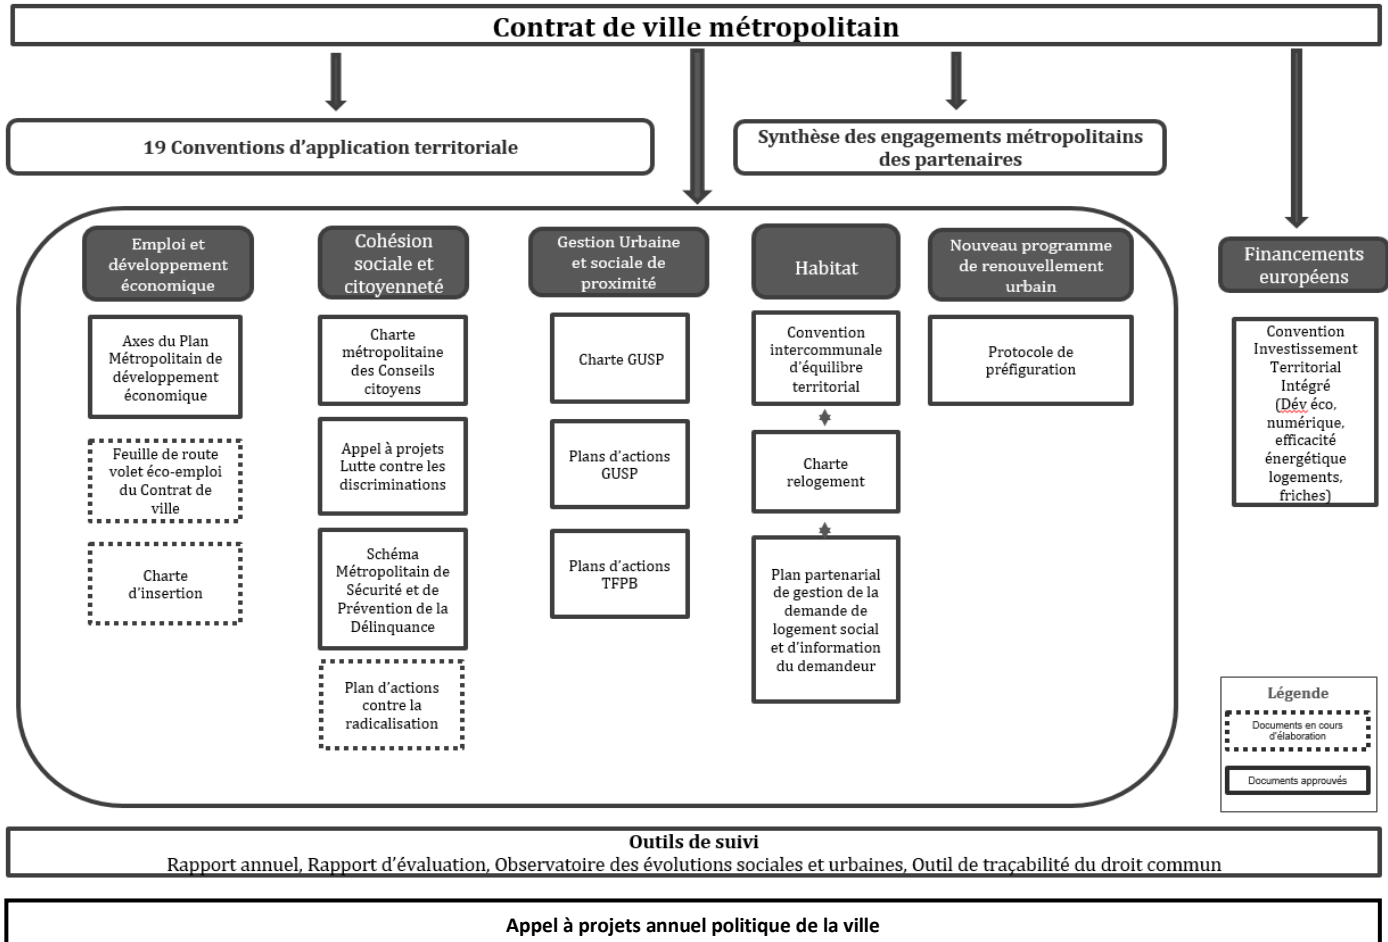 Contrat de ville métropolitain
19 Conventions d'application territoriale
Synthèse des engagements métropolitains
des partenaires
Emploi et
développement
économique
Axes du Plan
Métropolitain de
développement
économique
Feuille de route
volet éco-emploi
du Contrat de
ville
Charte
d'insertion
Cohésion
sociale et
citoyenneté
Charte
métropolitaine
des Conseils
citoyens
Appel à projets
Lutte contre les
discriminations
Schéma
Métropolitain de
Sécurité et de
Prévention de la
Délinquance
Plan d'actions
contre la
radicalisation
Gestion Urbaine
et sociale de
proximité
Charte GUSP
Plans d'actions
GUSP
Plans d'actions
TFPB
Habitat
Convention
intercommunale
d'équilibre
territorial
Charte
relogement
Plan partenarial
de gestion de la
demande de
logement social
et d'information
du demandeur
Nouveau programme
de renouvellement
urbain
Protocole de
préfiguration
Financements
européens
Convention
Investissement
Territorial
Intégré
(Dév éco,
numérique,
efficacité
énergétique
logements,
friches)
Légende
Documents en cours
d'élaboration
Documents approuvés
Outils de suivi
Rapport annuel, Rapport d'évaluation, Observatoire des évolutions sociales et urbaines, Outil de traçabilité du droit commun
Appel à projets annuel politique de la ville